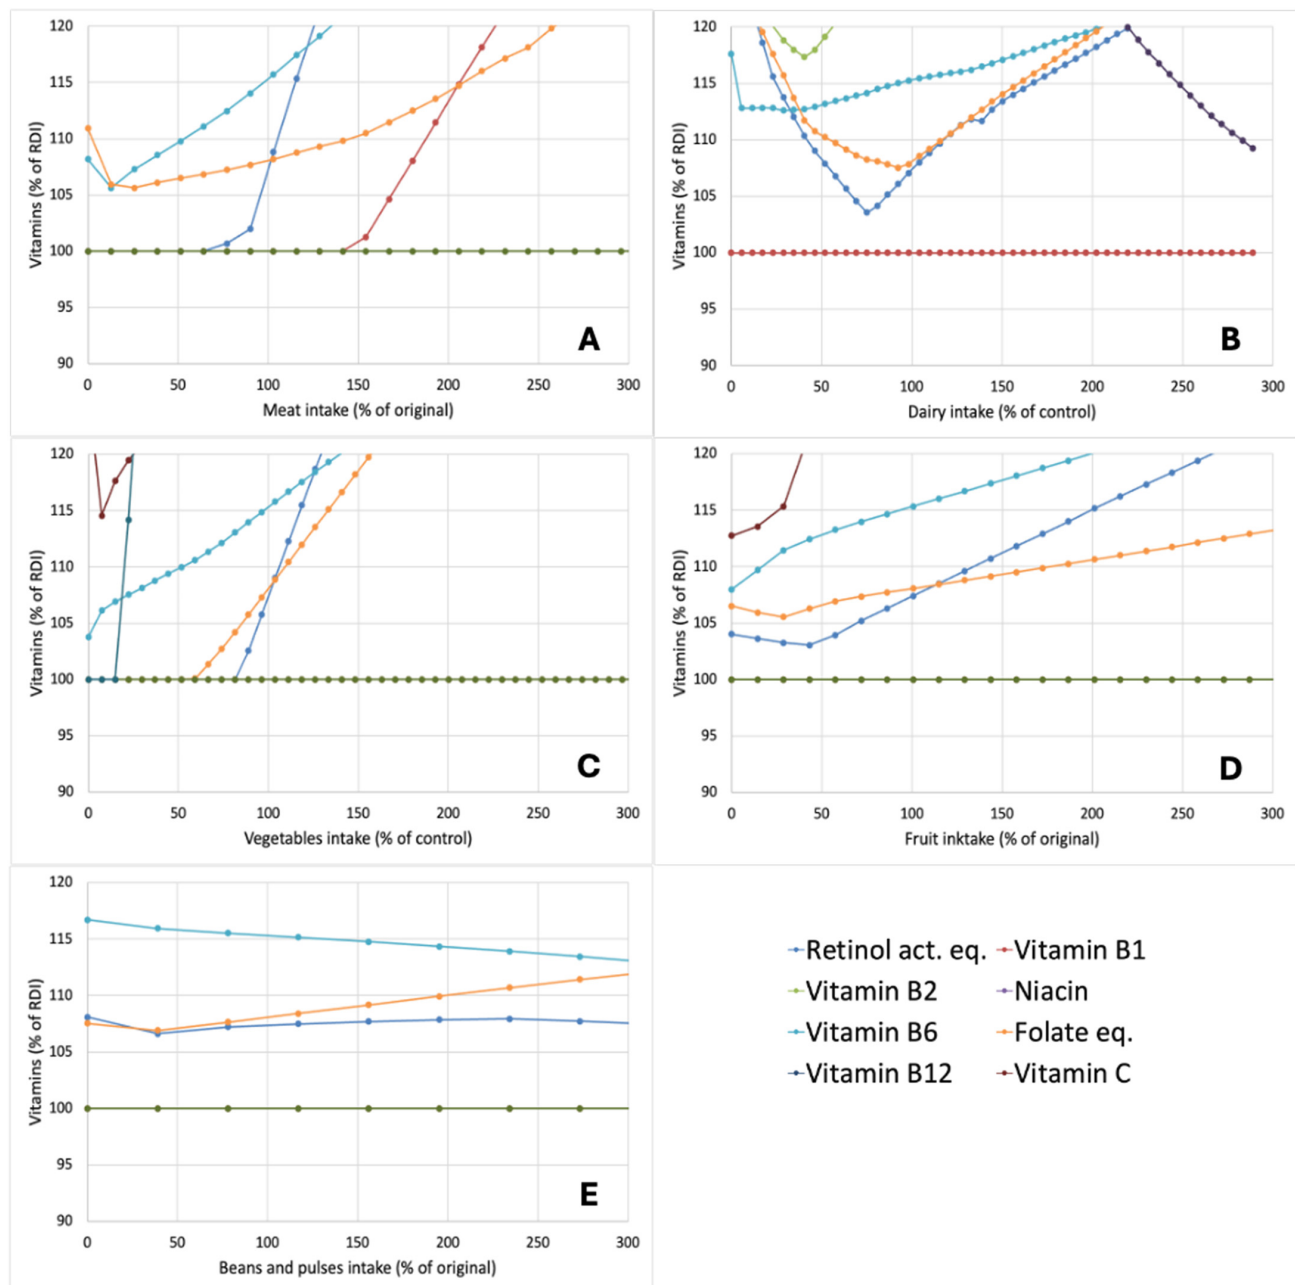 120
115
110
105
100
95
90
Vitamins (% of RDI)
0 50 100 150 200 250 300
Meat intake (% of original)
A
120
115
110
105
100
95
90
Vitamins (% of RDI)
0 50 100 150 200 250 300
Dairy intake (% of control)
B
120
115
110
105
100
95
90
Vitamins (% of RDI)
0 50 100 150 200 250 300
Vegetables intake (% of control)
C
120
115
110
105
100
95
90
Vitamins (% of RDI)
0 50 100 150 200 250 300
Fruit inktake (% of original)
D
120
115
110
105
100
95
90
Vitamins (% of RDI)
0 50 100 150 200 250 300
Beans and pulses intake (% of original)
E
Retinol act. eq. Vitamin B1
Vitamin B2 Niacin
Vitamin B6 Folate eq.
Vitamin B12 Vitamin C